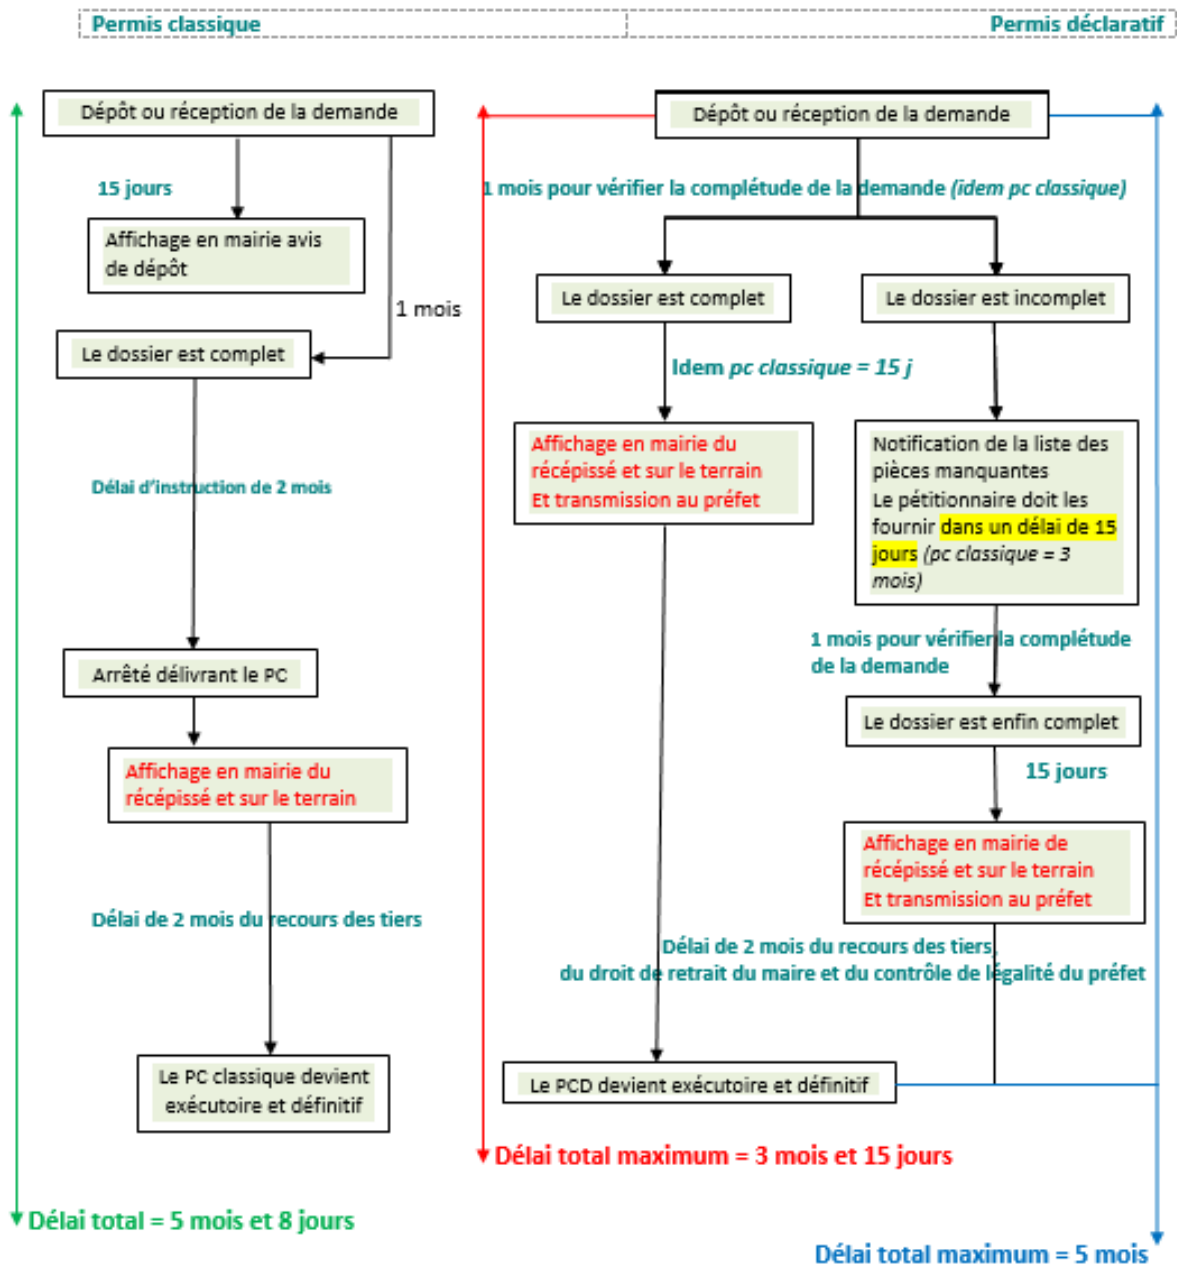 Permis classique
Permis déclaratif
Dépôt ou réception de la demande
15 jours
Affichage en mairie avis
de dépôt
1 mois
Le dossier est complet
Délai d'instruction de 2 mois
Arrêté délivrant le PC
Affichage en mairie du
récépissé et sur le terrain
Délai de 2 mois du recours des tiers
Le PC classique devient
exécutoire et définitif
Délai total = 5 mois et 8 jours
Dépôt ou réception de la demande
1 mois pour vérifier la complétude de la demande (idem pc classique)
Le dossier est complet
Idem pc classique = 15 j
Affichage en mairie du
récépissé et sur le terrain
Et transmission au préfet
Le dossier est incomplet
Notification de la liste des
pièces manquantes
Le pétitionnaire doit les
fournir dans un délai de 15
jours (pc classique = 3
mois)
1 mois pour vérifier la complétude
de la demande
Le dossier est enfin complet
15 jours
Affichage en mairie de
récépissé et sur le terrain
Et transmission au préfet
Délai de 2 mois du recours des tiers,
du droit de retrait du maire et du contrôle de légalité du préfet
Le PCD devient exécutoire et définitif
Délai total maximum = 3 mois et 15 jours
Délai total maximum = 5 mois